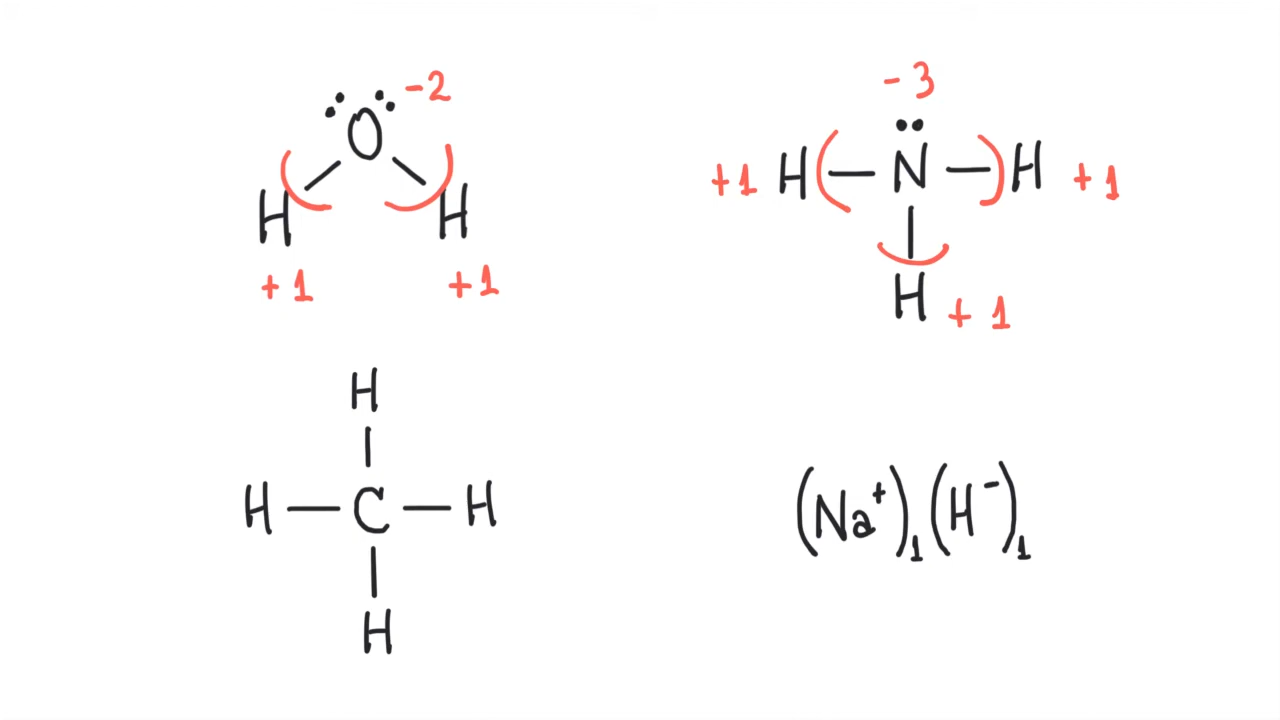 O -2
H H
+1 +1
-3
+1 H — N — H +1
H +1
H
H — C — H
H
(Na⁺)₁(H⁻)₁